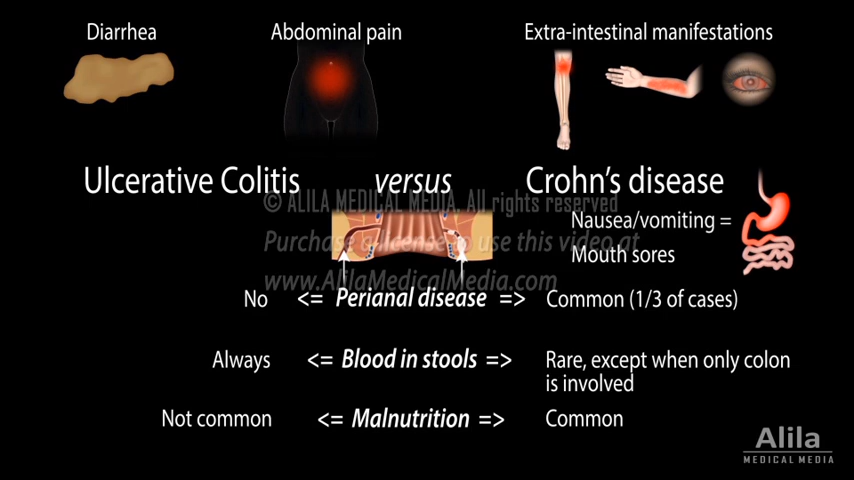 Diarrhea
Abdominal pain
Extra-intestinal manifestations
Ulcerative Colitis versus Crohn's disease
© ALILA MEDICAL MEDIA. All rights reserved
Nausea/vomiting =
Purchase a license to use this video at
Mouth sores
www.AlilaMedicalMedia.com
No <= Perianal disease => Common (1/3 of cases)
Always <= Blood in stools => Rare, except when only colon
is involved
Not common <= Malnutrition => Common
Alila
MEDICAL MEDIA